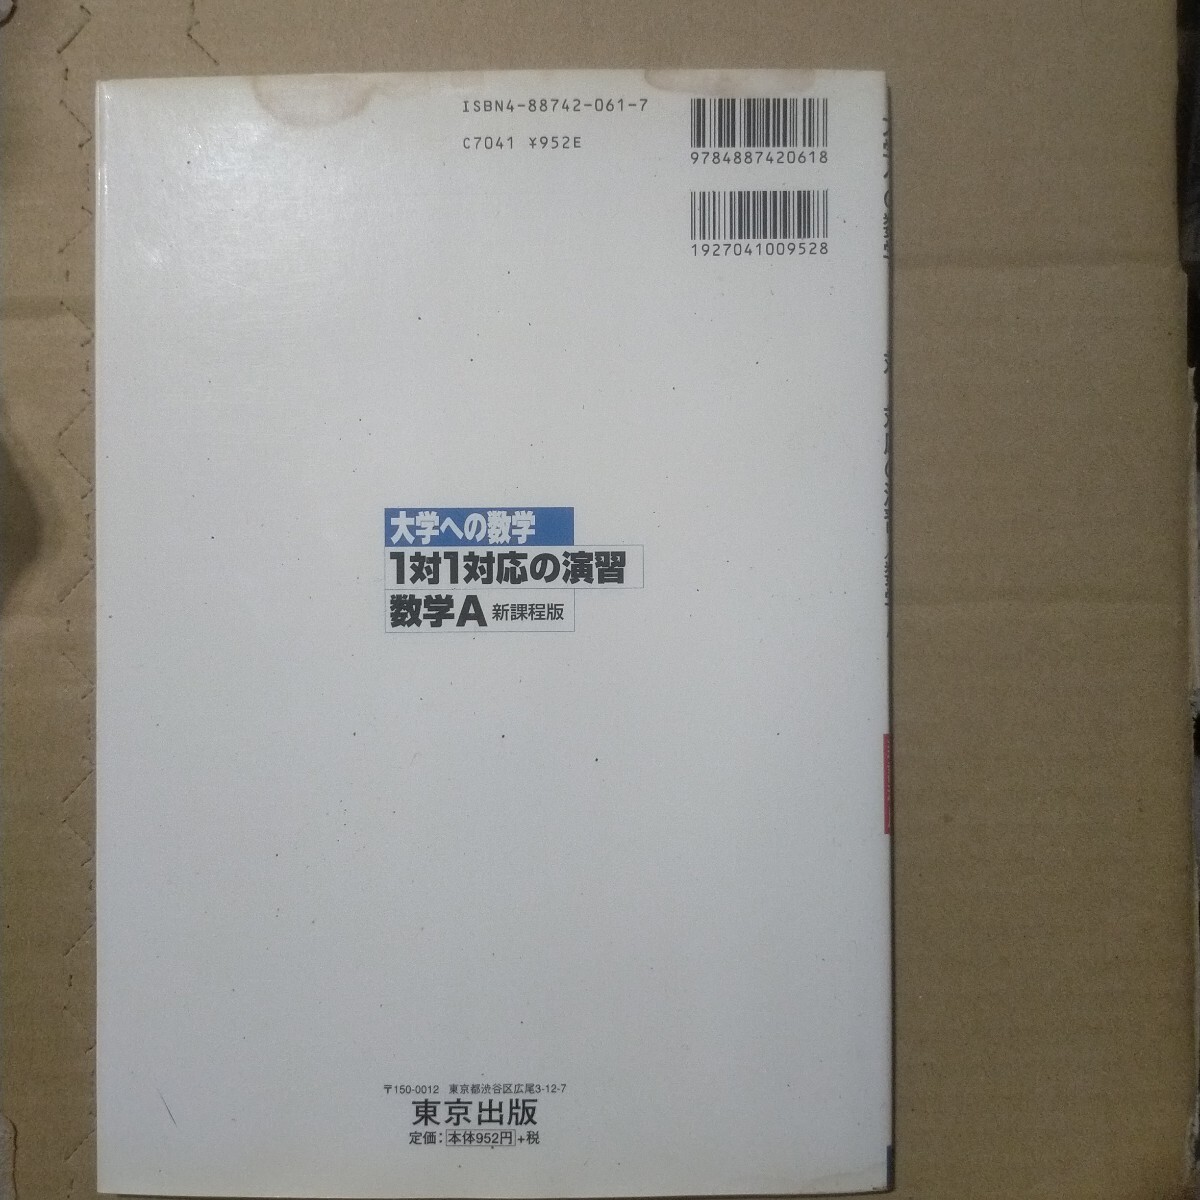 ISBN4-88742-061-7
C7041 ¥952E
9784887420618
1927041009528
大学への数学
1対1対応の演習
数学A 新課程版
〒150-0012 東京都渋谷区広尾3-12-7
東京出版
定価：本体952円+税